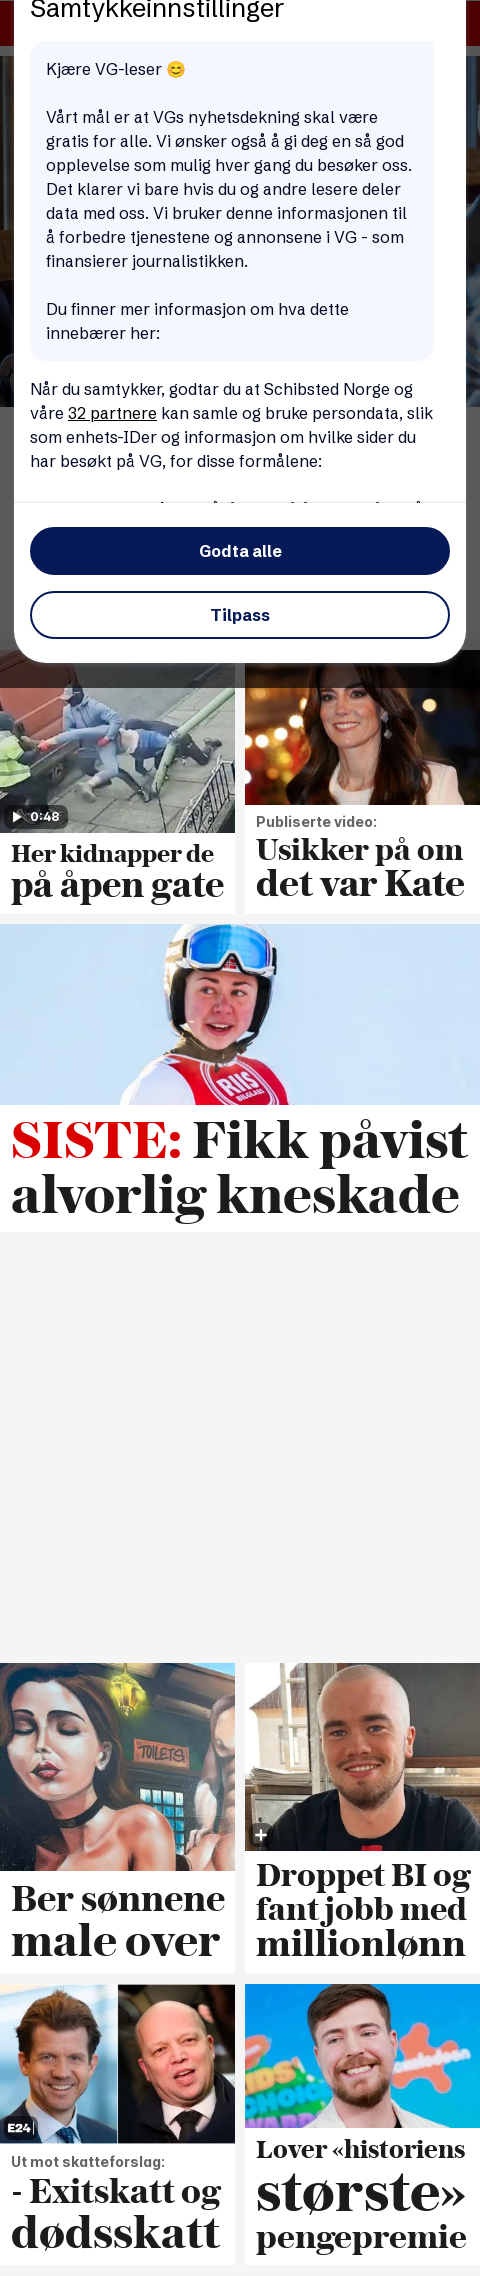 Samtykkeinnstillinger
Kjære VG-leser 😊
Vårt mål er at VGs nyhetsdekning skal være
gratis for alle. Vi ønsker også å gi deg en så god
opplevelse som mulig hver gang du besøker oss.
Det klarer vi bare hvis du og andre lesere deler
data med oss. Vi bruker denne informasjonen til
å forbedre tjenestene og annonsene i VG - som
finansierer journalistikken.
Du finner mer informasjon om hva dette
innebærer her:
Når du samtykker, godtar du at Schibsted Norge og
våre 32 partnere kan samle og bruke persondata, slik
som enhets-IDer og informasjon om hvilke sider du
har besøkt på VG, for disse formålene:
Godta alle
Tilpass
0:48
Her kidnapper de
på åpen gate
Publiserte video:
Usikker på om
det var Kate
RIIS
BILGLASS
SISTE: Fikk påvist
alvorlig kneskade
TOILETS
Ber sønnene
male over
Droppet BI og
fant jobb med
millionlønn
E24
Ut mot skatteforslag:
- Exitskatt og
dødsskatt
Lover «historiens
største»
pengepremie